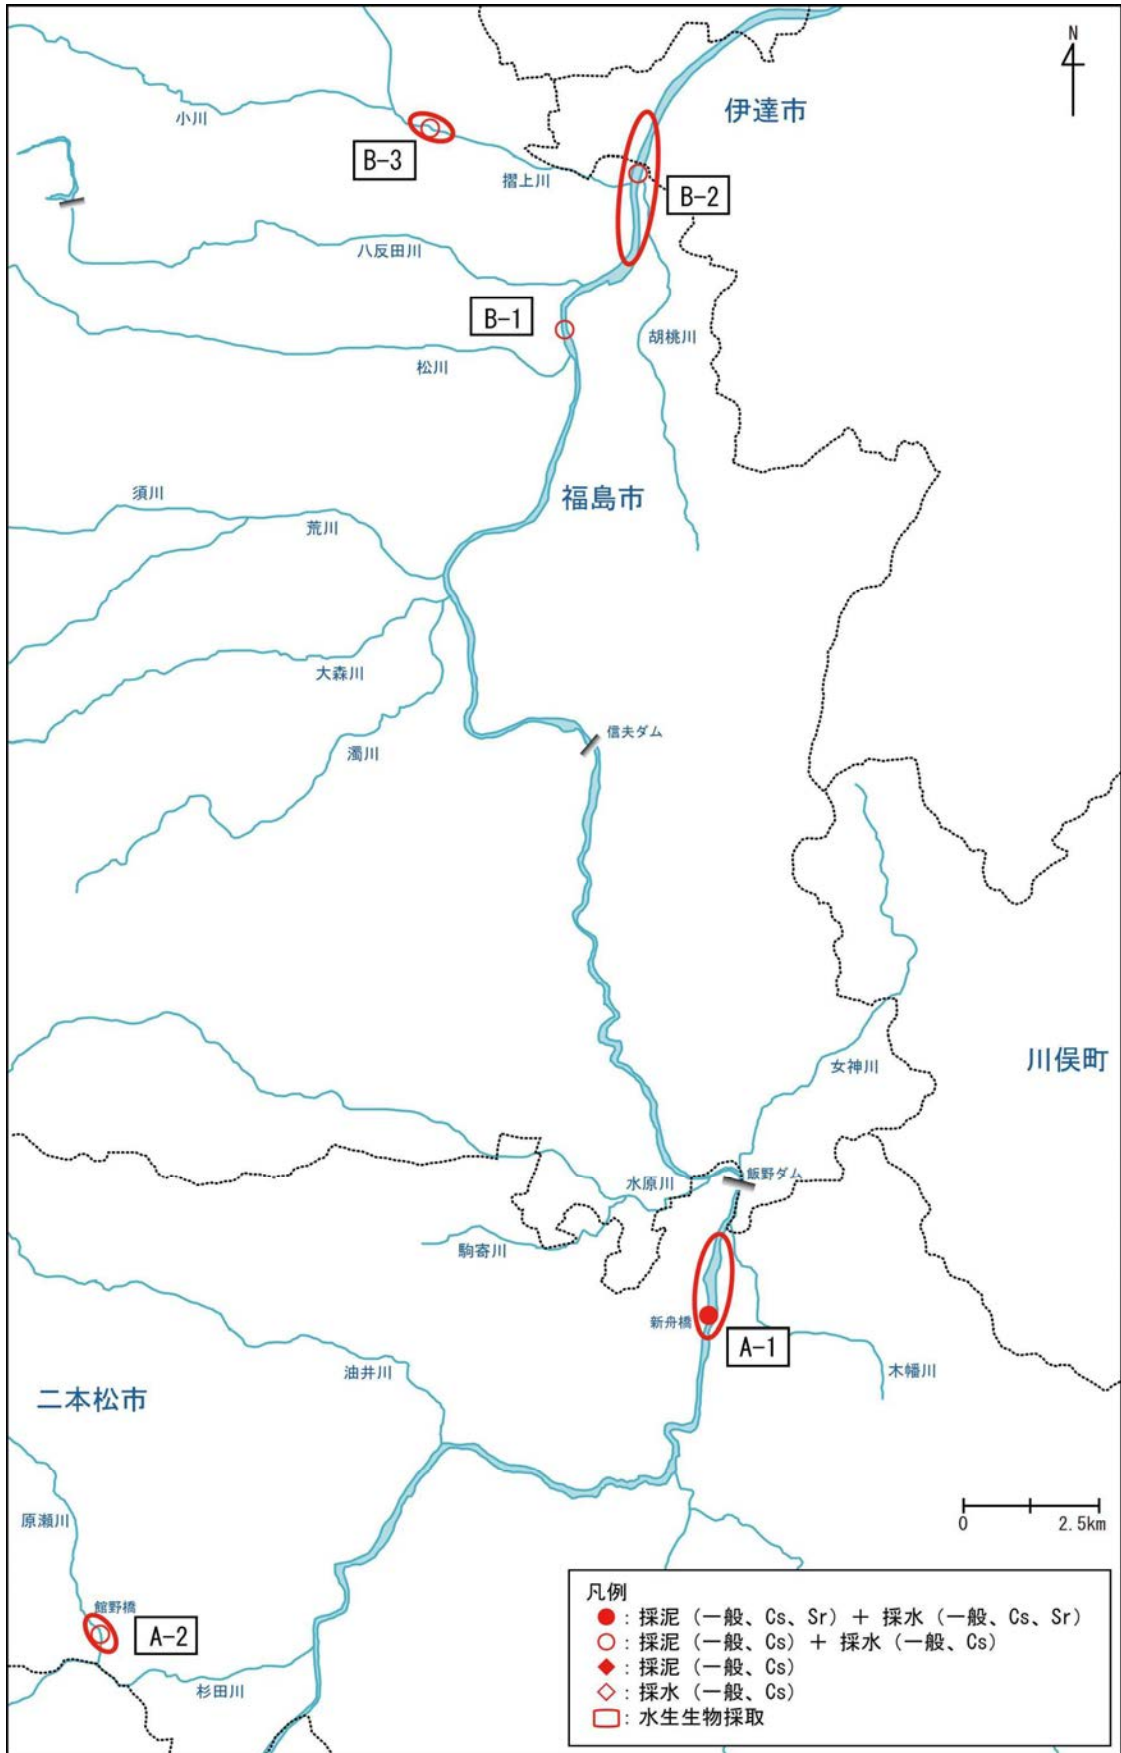 N
伊達市
小川
B-3
摺上川
B-2
八反田川
B-1
胡桃川
松川
須川
福島市
荒川
大森川
信夫ダム
濁川
川俣町
女神川
飯野ダム
水原川
駒寄川
新舟橋
A-1
油井川
木幡川
二本松市
原瀬川
0 2.5km
館野橋
A-2
杉田川
凡例
●：採泥（一般、Cs、Sr）＋ 採水（一般、Cs、Sr）
○：採泥（一般、Cs）＋ 採水（一般、Cs）
◆：採泥（一般、Cs）
◇：採水（一般、Cs）
：水生生物採取